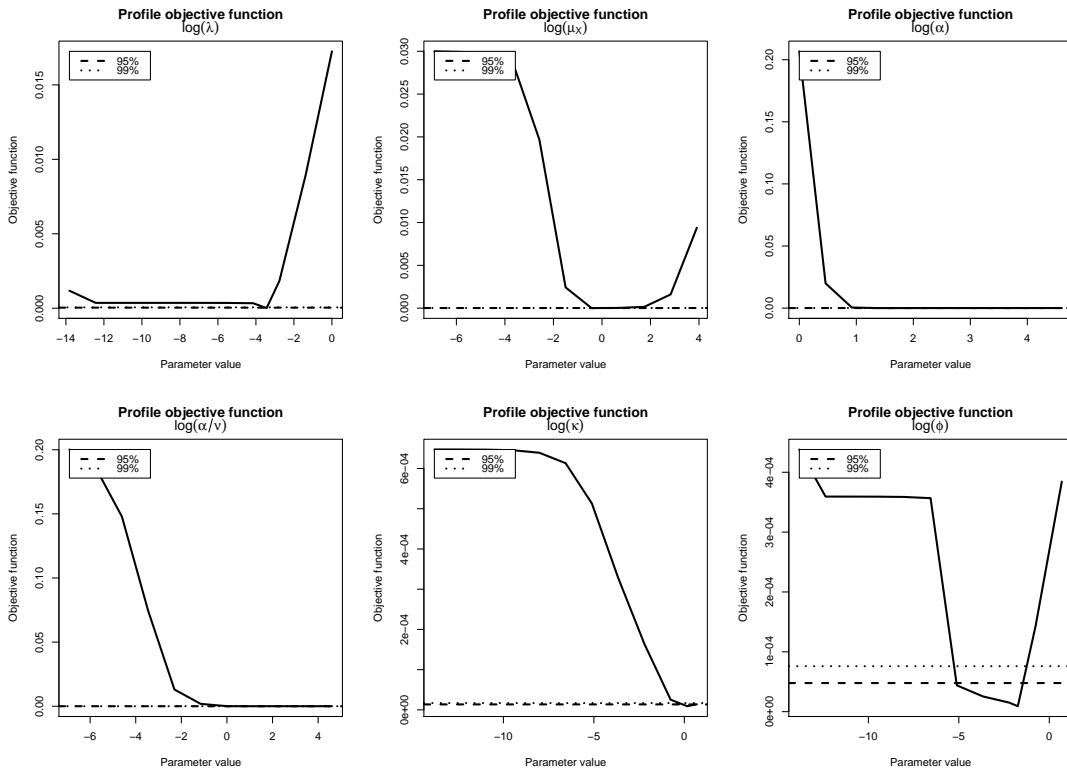 Profile objective function
log(λ)
95%
99%
Objective function
0.000
0.005
0.010
0.015
−14
−12
−10
−8
−6
−4
−2
0
Parameter value
Profile objective function
log(μX)
95%
99%
Objective function
0.000
0.005
0.010
0.015
0.020
0.025
0.030
−6
−4
−2
0
2
4
Parameter value
Profile objective function
log(α)
95%
99%
Objective function
0.00
0.05
0.10
0.15
0.20
0
1
2
3
4
Parameter value
Profile objective function
log(α/ν)
95%
99%
Objective function
0.00
0.05
0.10
0.15
0.20
−6
−4
−2
0
2
4
Parameter value
Profile objective function
log(κ)
95%
99%
Objective function
0e+00
2e−04
4e−04
6e−04
−10
−5
0
Parameter value
Profile objective function
log(ϕ)
95%
99%
Objective function
0e+00
1e−04
2e−04
3e−04
4e−04
−10
−5
0
Parameter value